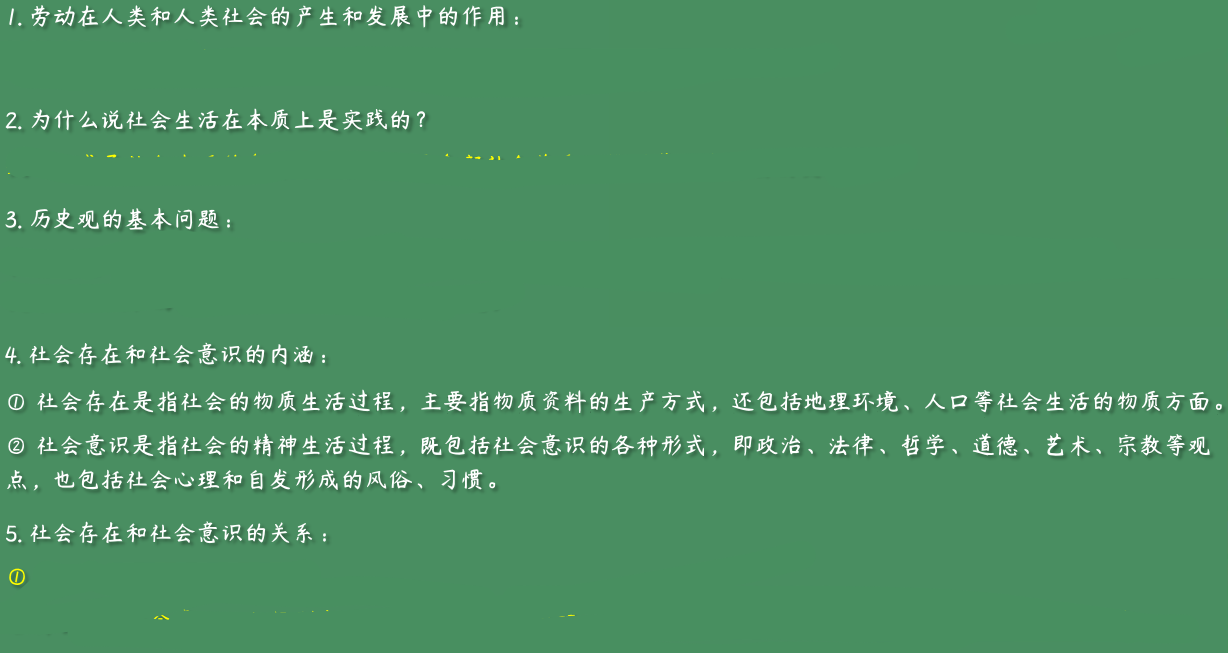 1. 劳动在人类和人类社会的产生和发展中的作用：
2. 为什么说社会生活在本质上是实践的？
3. 历史观的基本问题：
4. 社会存在和社会意识的内涵：
① 社会存在是指社会的物质生活过程，主要指物质资料的生产方式，还包括地理环境、人口等社会生活的物质方面。
② 社会意识是指社会的精神生活过程，既包括社会意识的各种形式，即政治、法律、哲学、道德、艺术、宗教等观
点，也包括社会心理和自发形成的风俗、习惯。
5. 社会存在和社会意识的关系：
①